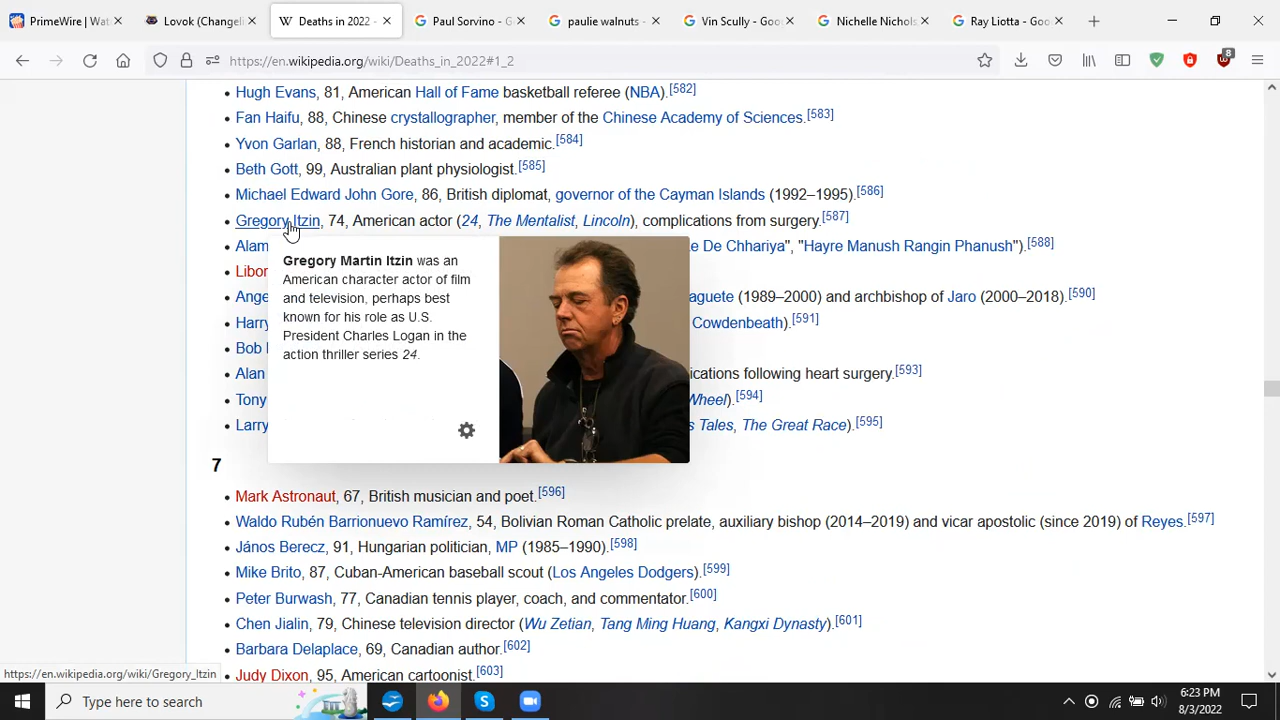 PrimeWire | Wat
Lovok (Changeli
Deaths in 2022 -
Paul Sorvino - G
paulie walnuts -
Vin Scully - Goo
Nichelle Nichols
Ray Liotta - Goo
https://en.wikipedia.org/wiki/Deaths_in_2022#1_2
8
• Hugh Evans, 81, American Hall of Fame basketball referee (NBA).[582]
• Fan Haifu, 88, Chinese crystallographer, member of the Chinese Academy of Sciences.[583]
• Yvon Garlan, 88, French historian and academic.[584]
• Beth Gott, 99, Australian plant physiologist.[585]
• Michael Edward John Gore, 86, British diplomat, governor of the Cayman Islands (1992–1995).[586]
• Gregory Itzin, 74, American actor (24, The Mentalist, Lincoln), complications from surgery.[587]
• Alam ke De Chhariya", "Hayre Manush Rangin Phanush").[588]
• Libor
• Ange aguete (1989–2000) and archbishop of Jaro (2000–2018).[590]
• Harry Cowdenbeath).[591]
• Bob
• Alan ications following heart surgery.[593]
• Tony Wheel).[594]
• Larry s Tales, The Great Race).[595]
Gregory Martin Itzin was an
American character actor of film
and television, perhaps best
known for his role as U.S.
President Charles Logan in the
action thriller series 24.
7
• Mark Astronaut, 67, British musician and poet.[596]
• Waldo Rubén Barrionuevo Ramírez, 54, Bolivian Roman Catholic prelate, auxiliary bishop (2014–2019) and vicar apostolic (since 2019) of Reyes.[597]
• János Berecz, 91, Hungarian politician, MP (1985–1990).[598]
• Mike Brito, 87, Cuban-American baseball scout (Los Angeles Dodgers).[599]
• Peter Burwash, 77, Canadian tennis player, coach, and commentator.[600]
• Chen Jialin, 79, Chinese television director (Wu Zetian, Tang Ming Huang, Kangxi Dynasty).[601]
• Barbara Delaplace, 69, Canadian author.[602]
• Judy Dixon, 95, American cartoonist.[603]
https://en.wikipedia.org/wiki/Gregory_Itzin
Type here to search
6:23 PM
8/3/2022